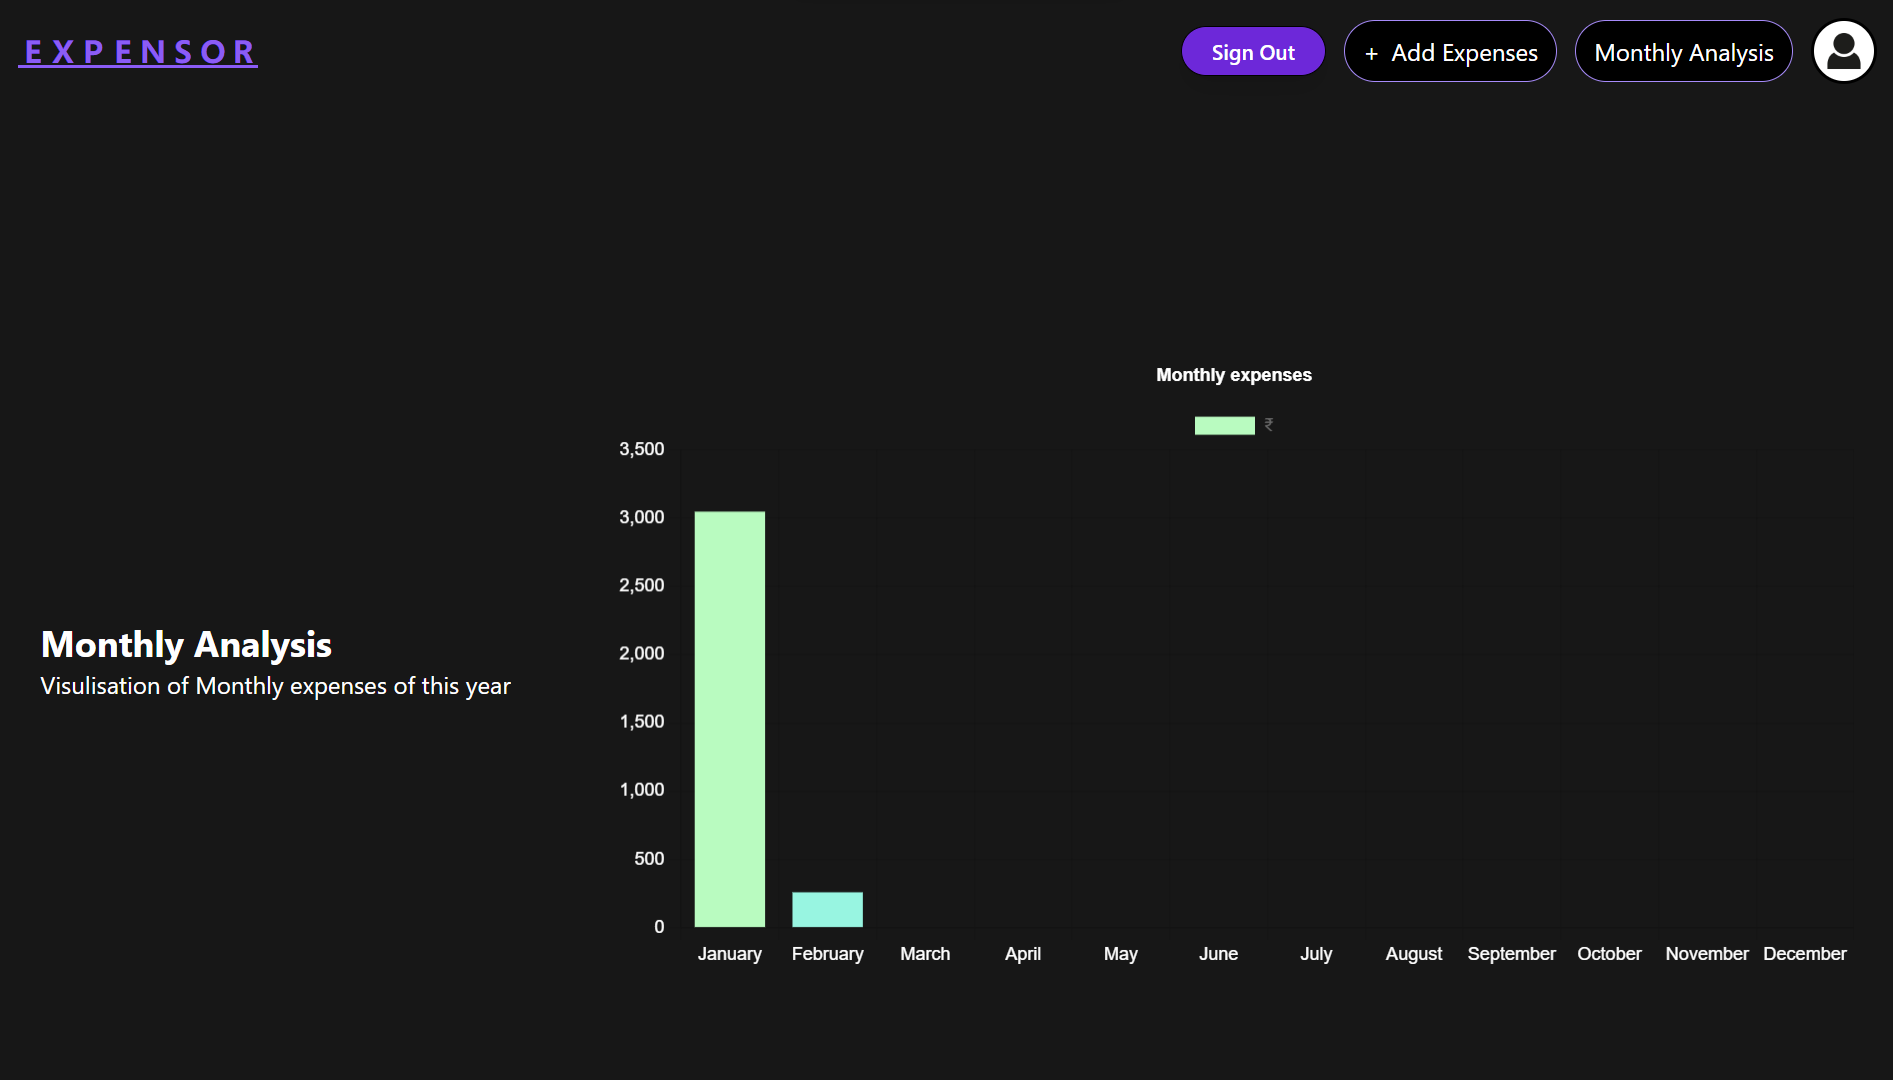 EXPENSOR
Sign Out
+ Add Expenses
Monthly Analysis
Monthly expenses
₹
3,500
3,000
2,500
2,000
1,500
1,000
500
0
January February March April May June July August September October November December
Monthly Analysis
Visulisation of Monthly expenses of this year